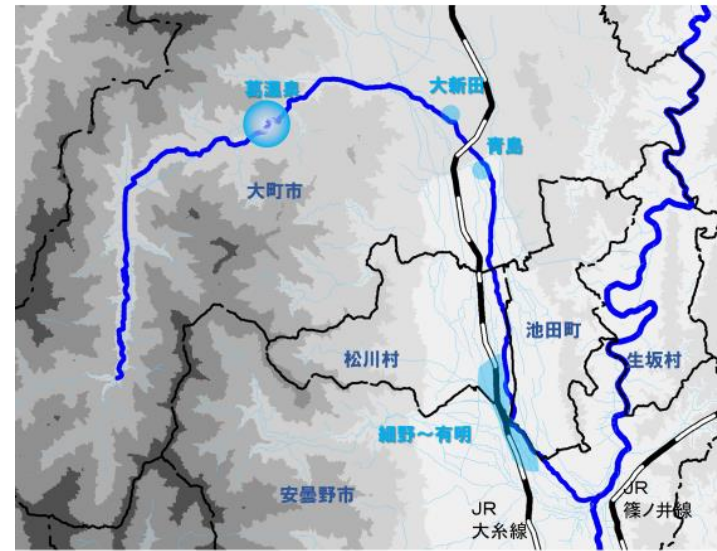 葛温泉
大新田
青島
大町市
池田町
松川村
生坂村
細野～有明
安曇野市
JR
大糸線
JR
篠ノ井線